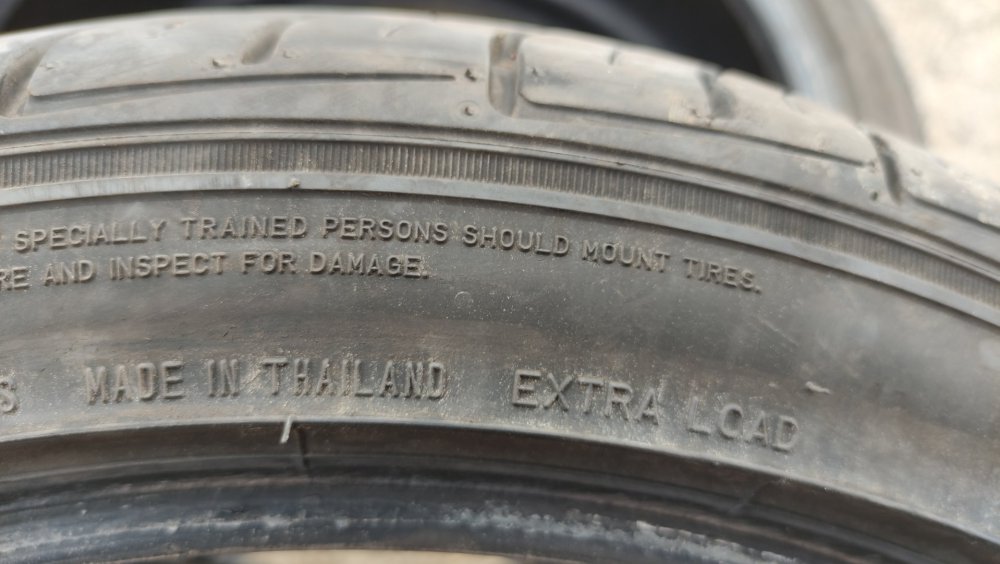 SPECIALLY TRAINED PERSONS SHOULD MOUNT TIRES.
RE AND INSPECT FOR DAMAGE.
S MADE IN THAILAND EXTRA LOAD